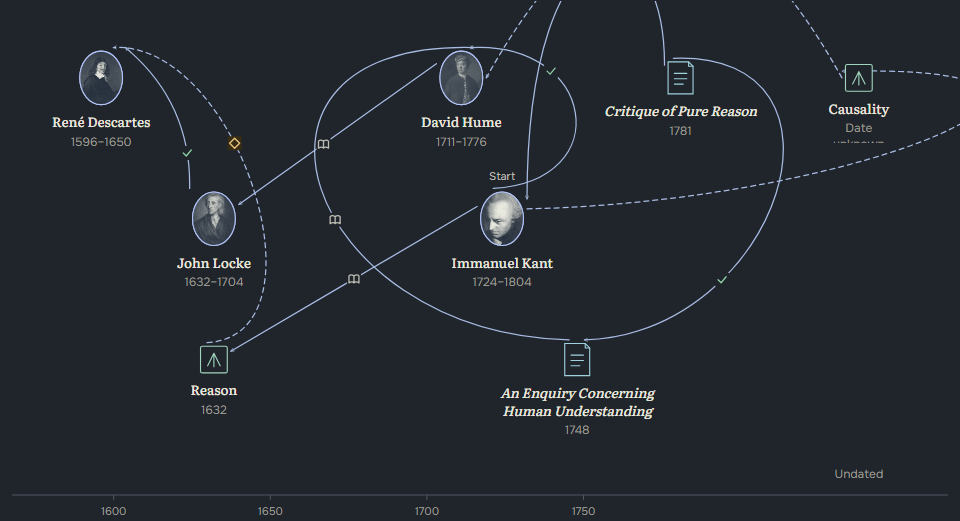 René Descartes
1596–1650
David Hume
1711–1776
Critique of Pure Reason
1781
Causality
Date
unknown
Start
John Locke
1632–1704
Immanuel Kant
1724–1804
Reason
1632
An Enquiry Concerning
Human Understanding
1748
Undated
1600
1650
1700
1750